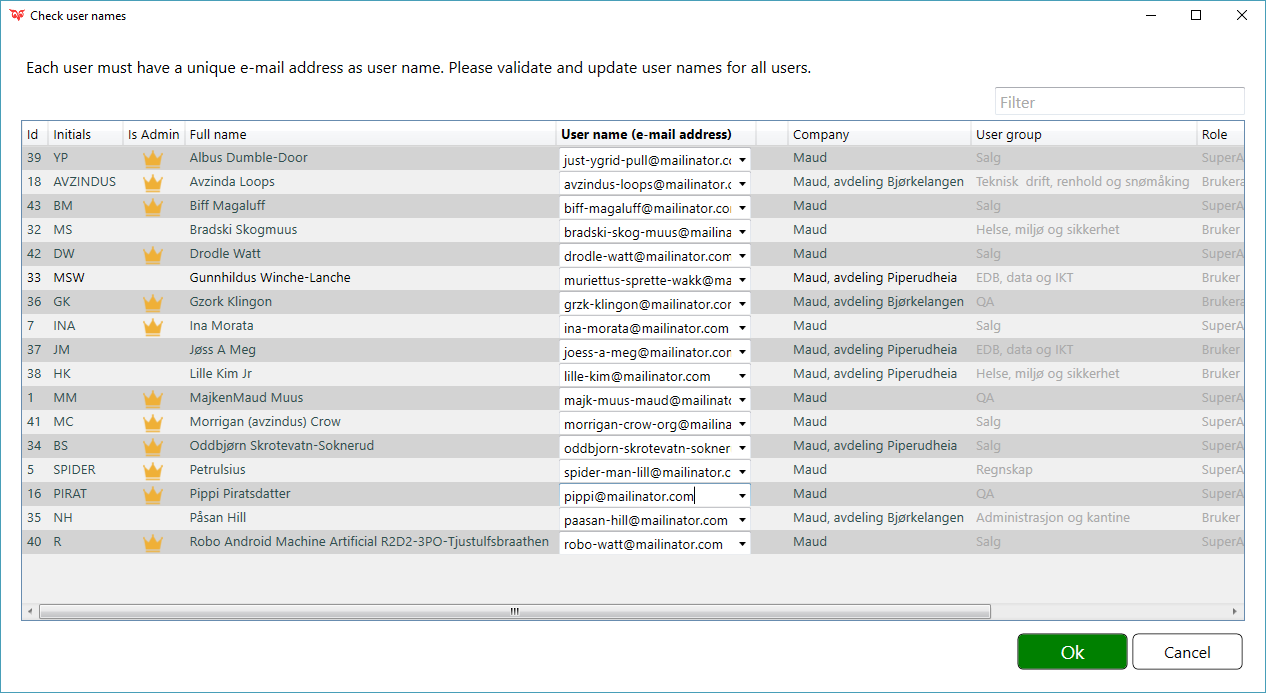 Check user names
Each user must have a unique e-mail address as user name. Please validate and update user names for all users.
Filter
Id Initials Is Admin Full name User name (e-mail address) Company User group Role
39 YP Albus Dumble-Door just-ygrid-pull@mailinator.co Maud Salg SuperA
18 AVZINDUS Avzinda Loops avzindus-loops@mailinator.c Maud, avdeling Bjørkelangen Teknisk drift, renhold og snømåking Brukera
43 BM Biff Magaluff biff-magaluff@mailinator.co Maud Salg SuperA
32 MS Bradski Skogmuus bradski-skog-muus@mailina Maud Helse, miljø og sikkerhet Bruker
42 DW Drodle Watt drodle-watt@mailinator.com Maud Salg SuperA
33 MSW Gunnhildus Winche-Lanche muriettus-sprette-wakk@ma Maud, avdeling Piperudheia EDB, data og IKT Bruker
36 GK Gzork Klingon grzk-klingon@mailinator.cor Maud, avdeling Bjørkelangen QA Brukera
7 INA Ina Morata ina-morata@mailinator.com Maud Salg SuperA
37 JM Jøss A Meg joess-a-meg@mailinator.cor Maud, avdeling Piperudheia EDB, data og IKT Bruker
38 HK Lille Kim Jr lille-kim@mailinator.com Maud, avdeling Piperudheia Helse, miljø og sikkerhet Bruker
1 MM MajkenMaud Muus majk-muus-maud@mailinatc Maud QA SuperA
41 MC Morrigan (avzindus) Crow morrigan-crow-org@mailina Maud Salg SuperA
34 BS Oddbjørn Skrotevatn-Soknerud oddbjorn-skrotevatn-sokner Maud, avdeling Piperudheia Salg SuperA
5 SPIDER Petrulsius spider-man-lill@mailinator.c Maud Regnskap SuperA
16 PIRAT Pippi Piratsdatter pippi@mailinator.com Maud QA SuperA
35 NH Påsan Hill paasan-hill@mailinator.com Maud, avdeling Bjørkelangen Administrasjon og kantine Bruker
40 R Robo Android Machine Artificial R2D2-3PO-Tjustulfsbraathen robo-watt@mailinator.com Maud Salg SuperA
Ok Cancel